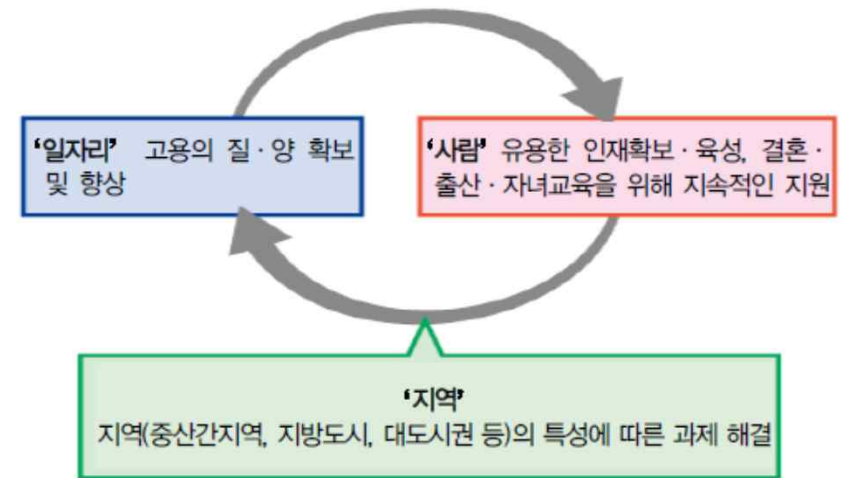 ‘일자리’ 고용의 질·양 확보
및 향상
‘사람’ 유용한 인재확보·육성, 결혼·
출산·자녀교육을 위해 지속적인 지원
‘지역’
지역(중산간지역, 지방도시, 대도시권 등)의 특성에 따른 과제 해결